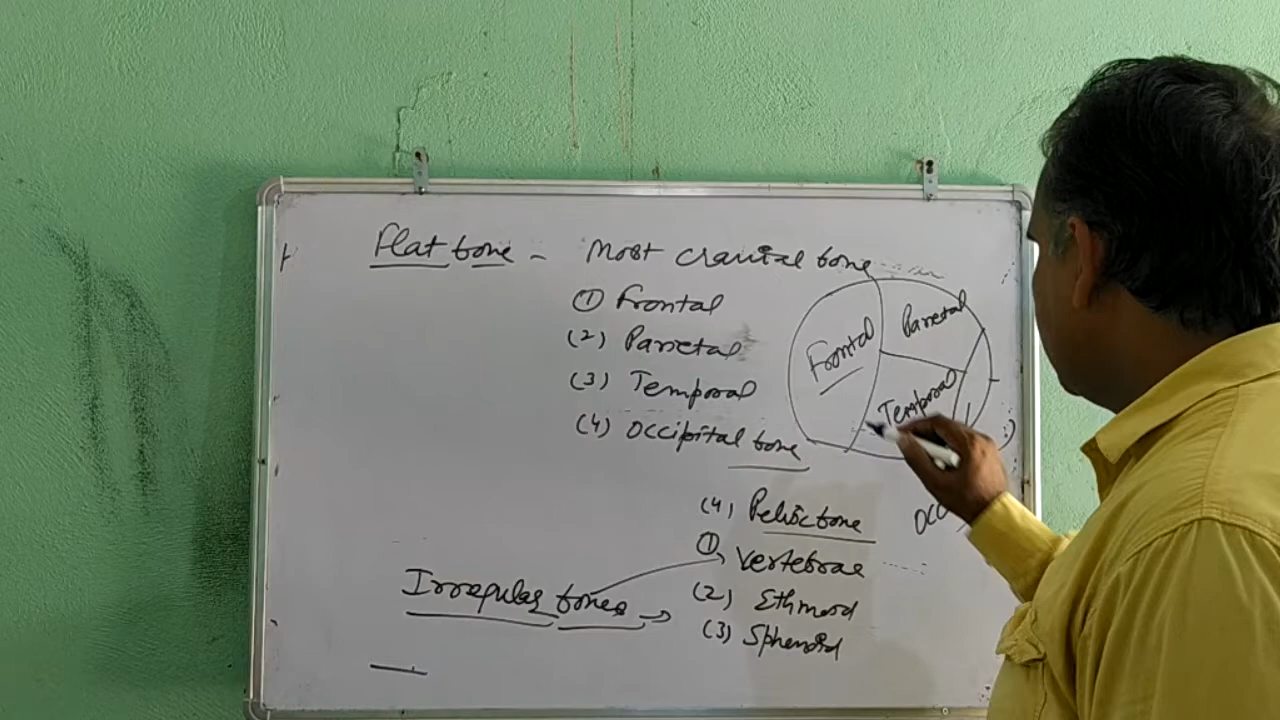 Flat bone - Most cranial bone
① Frontal
(2) Parietal
(3) Temporal
(4) Occipital bone
Frontal
Parietal
Temporal
Occ
(4) Pelvic bone
① Vertebrae
Irregular bones →
(2) Ethmoid
(3) Sphenoid